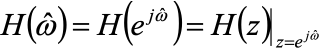 H(ω̂) = H(e^{jω̂}) = H(z)|_{z=e^{jω̂}}